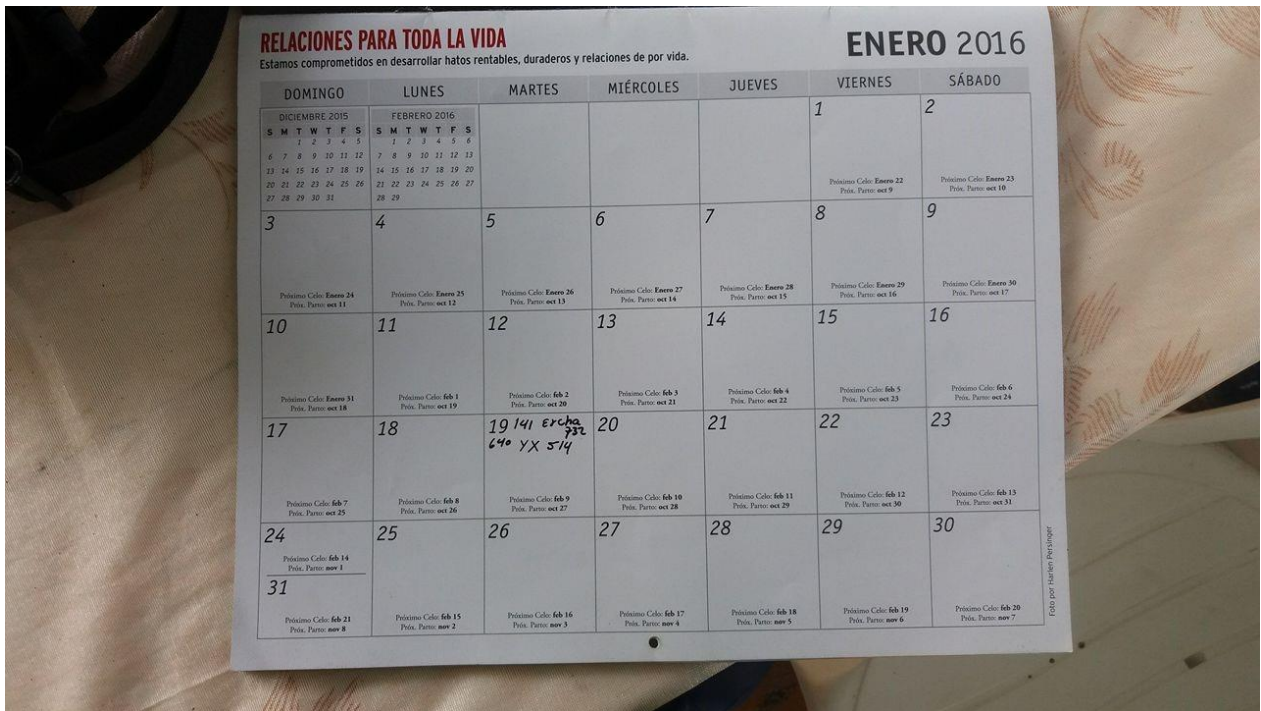 RELACIONES PARA TODA LA VIDA
Estamos comprometidos en desarrollar hatos rentables, duraderos y relaciones de por vida.
ENERO 2016
DOMINGO LUNES MARTES MIÉRCOLES JUEVES VIERNES SÁBADO
DICIEMBRE 2015
S M T W T F S
1 2 3 4 5
6 7 8 9 10 11 12
13 14 15 16 17 18 19
20 21 22 23 24 25 26
27 28 29 30 31
FEBRERO 2016
S M T W T F S
1 2 3 4 5 6
7 8 9 10 11 12 13
14 15 16 17 18 19 20
21 22 23 24 25 26 27
28 29
1
Próximo Celo: Enero 22
Próx. Parto: oct 9
2
Próximo Celo: Enero 23
Próx. Parto: oct 10
3
Próximo Celo: Enero 24
Próx. Parto: oct 11
4
Próximo Celo: Enero 25
Próx. Parto: oct 12
5
Próximo Celo: Enero 26
Próx. Parto: oct 13
6
Próximo Celo: Enero 27
Próx. Parto: oct 14
7
Próximo Celo: Enero 28
Próx. Parto: oct 15
8
Próximo Celo: Enero 29
Próx. Parto: oct 16
9
Próximo Celo: Enero 30
Próx. Parto: oct 17
10
Próximo Celo: Enero 31
Próx. Parto: oct 18
11
Próximo Celo: feb 1
Próx. Parto: oct 19
12
Próximo Celo: feb 2
Próx. Parto: oct 20
13
Próximo Celo: feb 3
Próx. Parto: oct 21
14
Próximo Celo: feb 4
Próx. Parto: oct 22
15
Próximo Celo: feb 5
Próx. Parto: oct 23
16
Próximo Celo: feb 6
Próx. Parto: oct 24
17
Próximo Celo: feb 7
Próx. Parto: oct 25
18
Próximo Celo: feb 8
Próx. Parto: oct 26
19 141
732
640 YX 514
Próximo Celo: feb 9
Próx. Parto: oct 27
20
Próximo Celo: feb 10
Próx. Parto: oct 28
21
Próximo Celo: feb 11
Próx. Parto: oct 29
22
Próximo Celo: feb 12
Próx. Parto: oct 30
23
Próximo Celo: feb 13
Próx. Parto: oct 31
24
Próximo Celo: feb 14
Próx. Parto: nov 1
31
Próximo Celo: feb 21
Próx. Parto: nov 8
25
Próximo Celo: feb 15
Próx. Parto: nov 2
26
Próximo Celo: feb 16
Próx. Parto: nov 3
27
Próximo Celo: feb 17
Próx. Parto: nov 4
28
Próximo Celo: feb 18
Próx. Parto: nov 5
29
Próximo Celo: feb 19
Próx. Parto: nov 6
30
Próximo Celo: feb 20
Próx. Parto: nov 7
Foto por Harlen Persinger